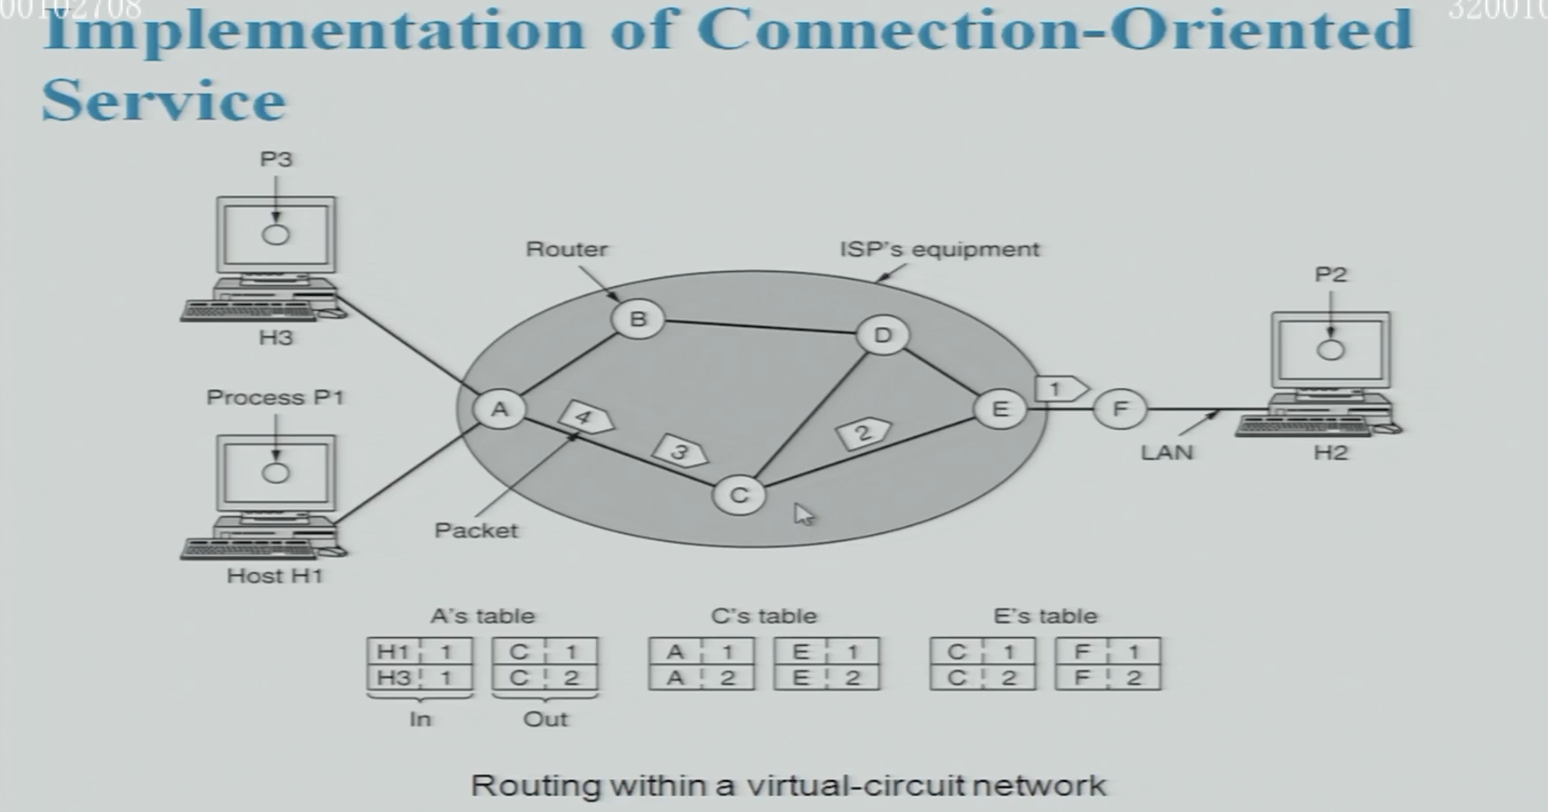 00102708
Implementation of Connection-Oriented
Service
P3
Router
ISP's equipment
P2
B
D
H3
Process P1
A
4
3
2
E
1
F
C
LAN
H2
Packet
Host H1
A's table
C's table
E's table
H1 1 C 1 A 1 E 1 C 1 F 1
H3 1 C 2 A 2 E 2 C 2 F 2
In
Out
Routing within a virtual-circuit network